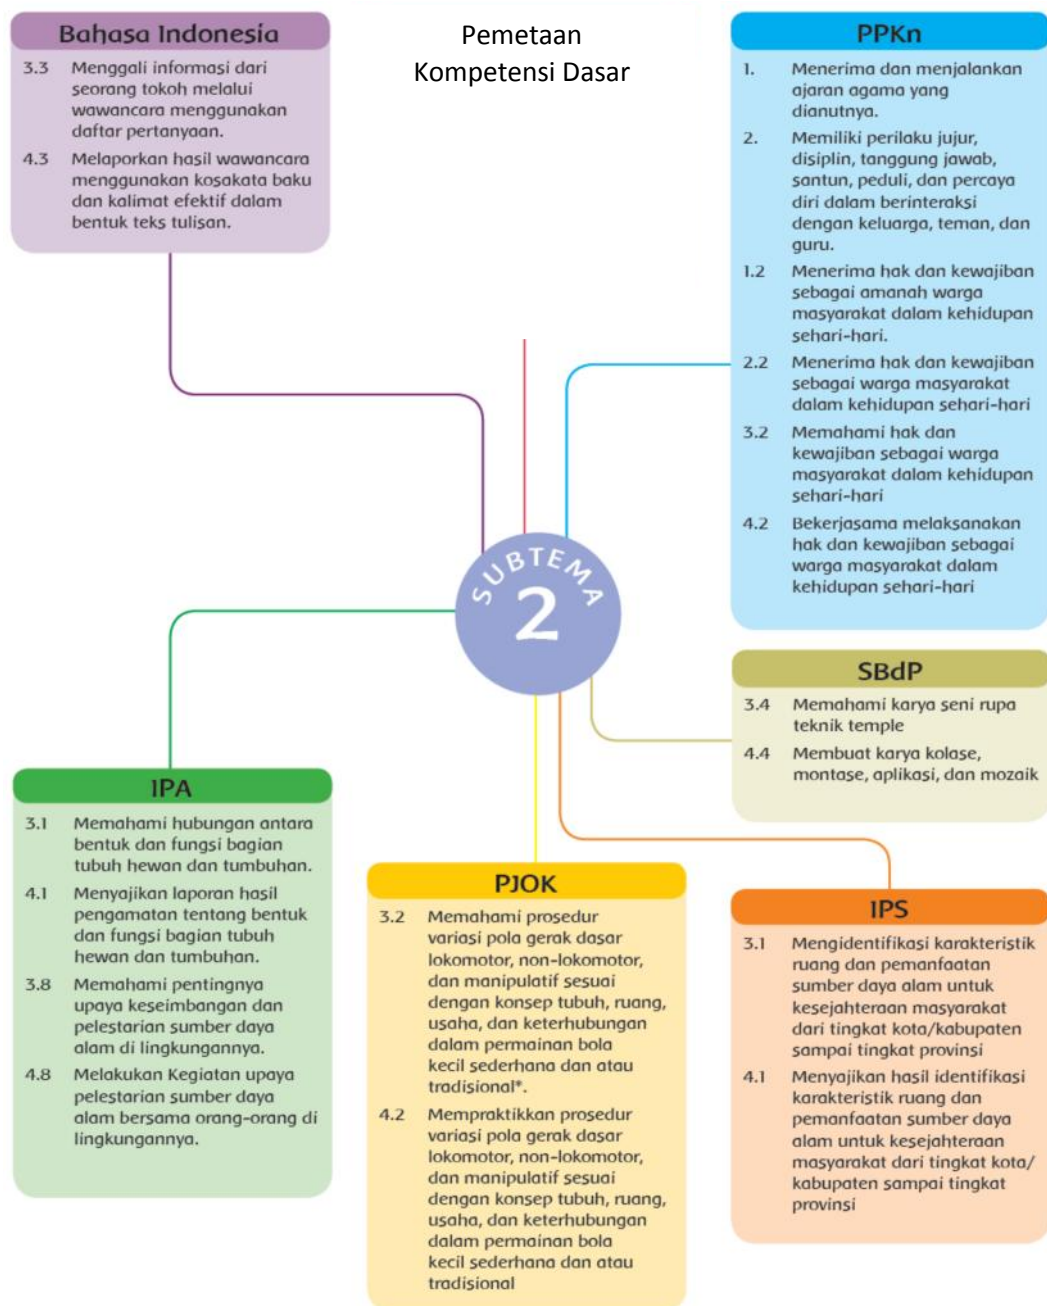 Pemetaan
Kompetensi Dasar
Bahasa Indonesia
3.3 Menggali informasi dari
seorang tokoh melalui
wawancara menggunakan
daftar pertanyaan.
4.3 Melaporkan hasil wawancara
menggunakan kosakata baku
dan kalimat efektif dalam
bentuk teks tulisan.
PPKn
1. Menerima dan menjalankan
ajaran agama yang
dianutnya.
2. Memiliki perilaku jujur,
disiplin, tanggung jawab,
santun, peduli, dan percaya
diri dalam berinteraksi
dengan keluarga, teman, dan
guru.
1.2 Menerima hak dan kewajiban
sebagai amanah warga
masyarakat dalam kehidupan
sehari-hari.
2.2 Menerima hak dan kewajiban
sebagai warga masyarakat
dalam kehidupan sehari-hari
3.2 Memahami hak dan
kewajiban sebagai warga
masyarakat dalam kehidupan
sehari-hari
4.2 Bekerjasama melaksanakan
hak dan kewajiban sebagai
warga masyarakat dalam
kehidupan sehari-hari
SUBTEMA
2
SBdP
3.4 Memahami karya seni rupa
teknik temple
4.4 Membuat karya kolase,
montase, aplikasi, dan mozaik
IPA
3.1 Memahami hubungan antara
bentuk dan fungsi bagian
tubuh hewan dan tumbuhan.
4.1 Menyajikan laporan hasil
pengamatan tentang bentuk
dan fungsi bagian tubuh
hewan dan tumbuhan.
3.8 Memahami pentingnya
upaya keseimbangan dan
pelestarian sumber daya
alam di lingkungannya.
4.8 Melakukan Kegiatan upaya
pelestarian sumber daya
alam bersama orang-orang di
lingkungannya.
PJOK
3.2 Memahami prosedur
variasi pola gerak dasar
lokomotor, non-lokomotor,
dan manipulatif sesuai
dengan konsep tubuh, ruang,
usaha, dan keterhubungan
dalam permainan bola
kecil sederhana dan atau
tradisional*.
4.2 Mempraktikkan prosedur
variasi pola gerak dasar
lokomotor, non-lokomotor,
dan manipulatif sesuai
dengan konsep tubuh, ruang,
usaha, dan keterhubungan
dalam permainan bola
kecil sederhana dan atau
tradisional
IPS
3.1 Mengidentifikasi karakteristik
ruang dan pemanfaatan
sumber daya alam untuk
kesejahteraan masyarakat
dari tingkat kota/kabupaten
sampai tingkat provinsi
4.1 Menyajikan hasil identifikasi
karakteristik ruang dan
pemanfaatan sumber daya
alam untuk kesejahteraan
masyarakat dari tingkat kota/
kabupaten sampai tingkat
provinsi